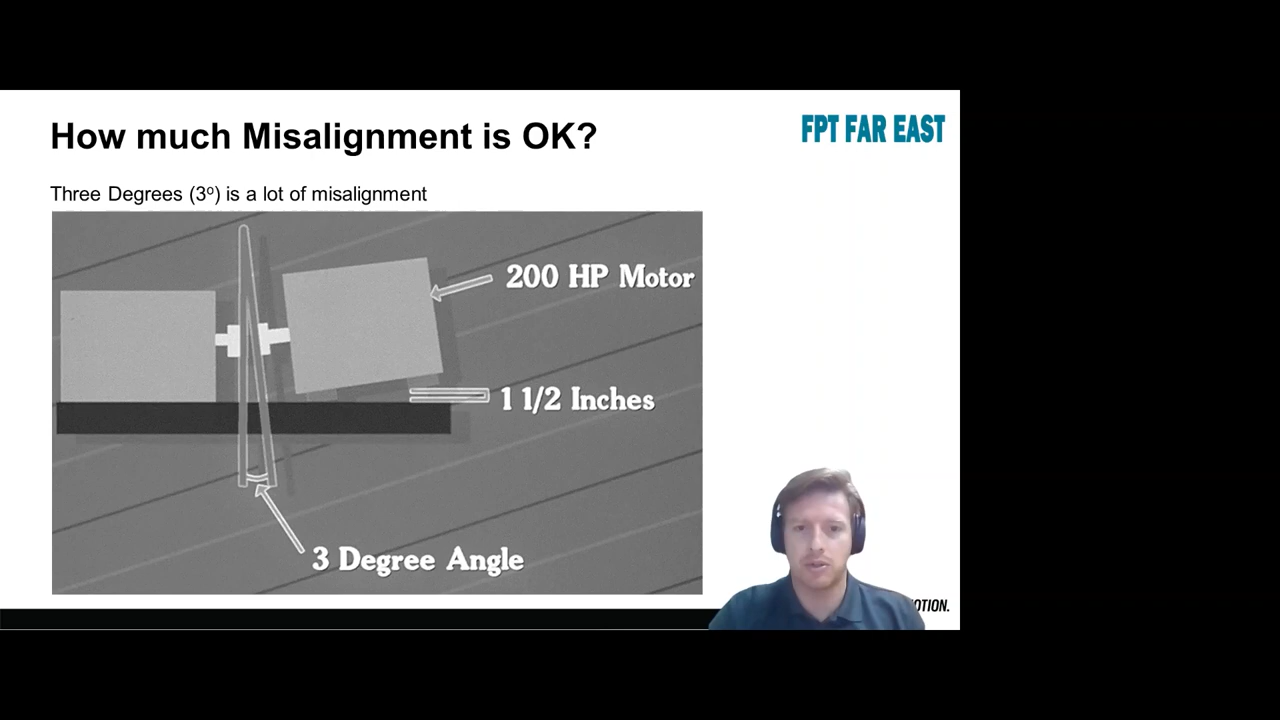 How much Misalignment is OK?
FPT FAR EAST
Three Degrees (3º) is a lot of misalignment
200 HP Motor
1 1/2 Inches
3 Degree Angle
OTION.